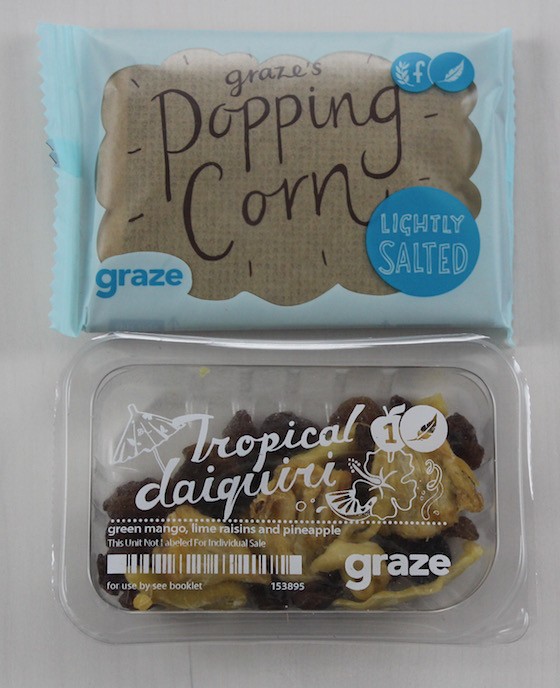 graze's
Popping
Corn
f
LIGHTLY
SALTED
graze
Tropical
daiquiri
1
green mango, lime raisins and pineapple
This Unit Not Labeled For Individual Sale
for use by see booklet 153895
graze